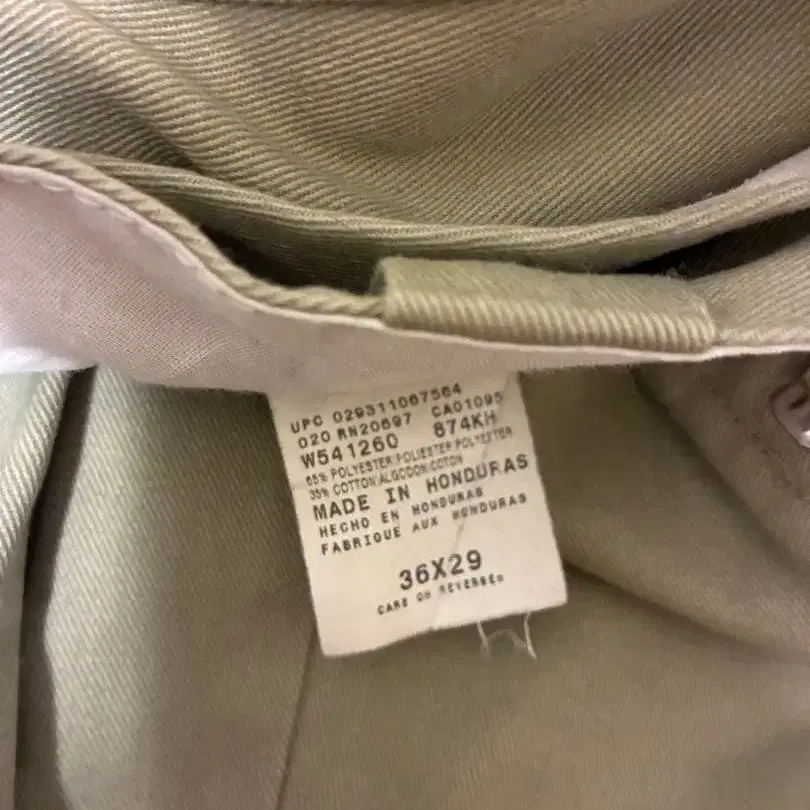 UPC 029311067564
020 RN20697 CA01095
W541260 874KH
65% POLYESTER/POLIESTER/POLYESTER
35% COTTON/ALGODON/COTON
MADE IN HONDURAS
HECHO EN HONDURAS
FABRIQUE AUX HONDURAS
36X29
CARE ON REVERSE